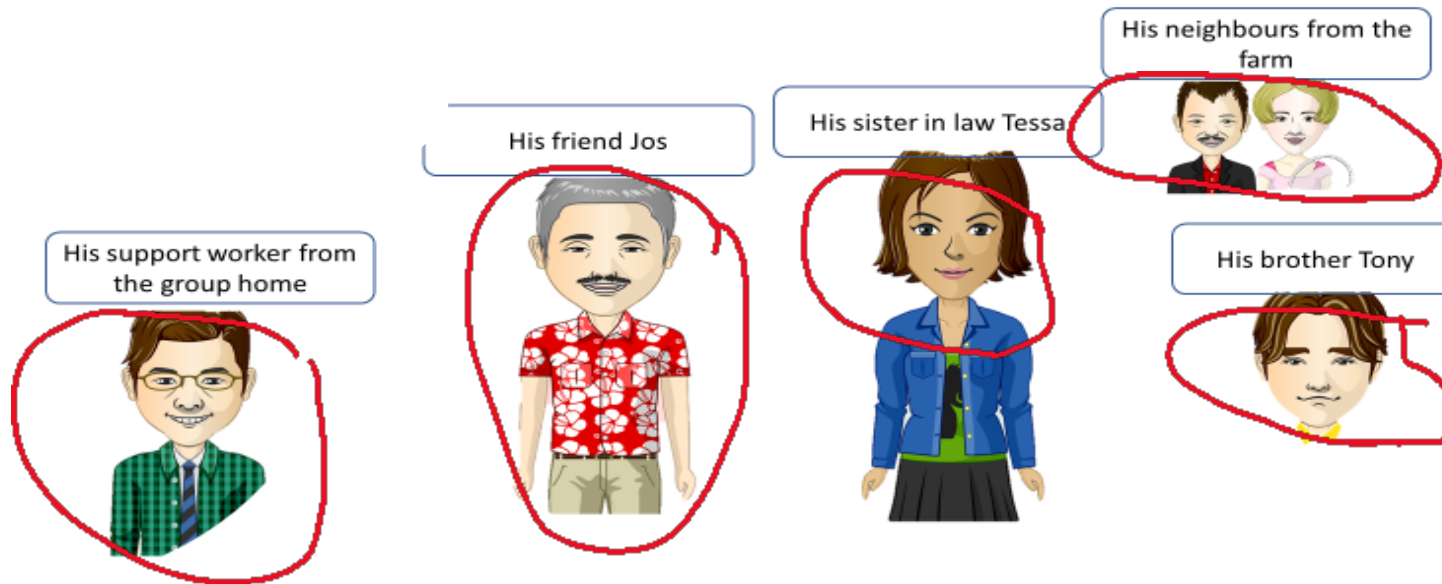 His neighbours from the
farm
His friend Jos
His sister in law Tessa
His support worker from
the group home
His brother Tony